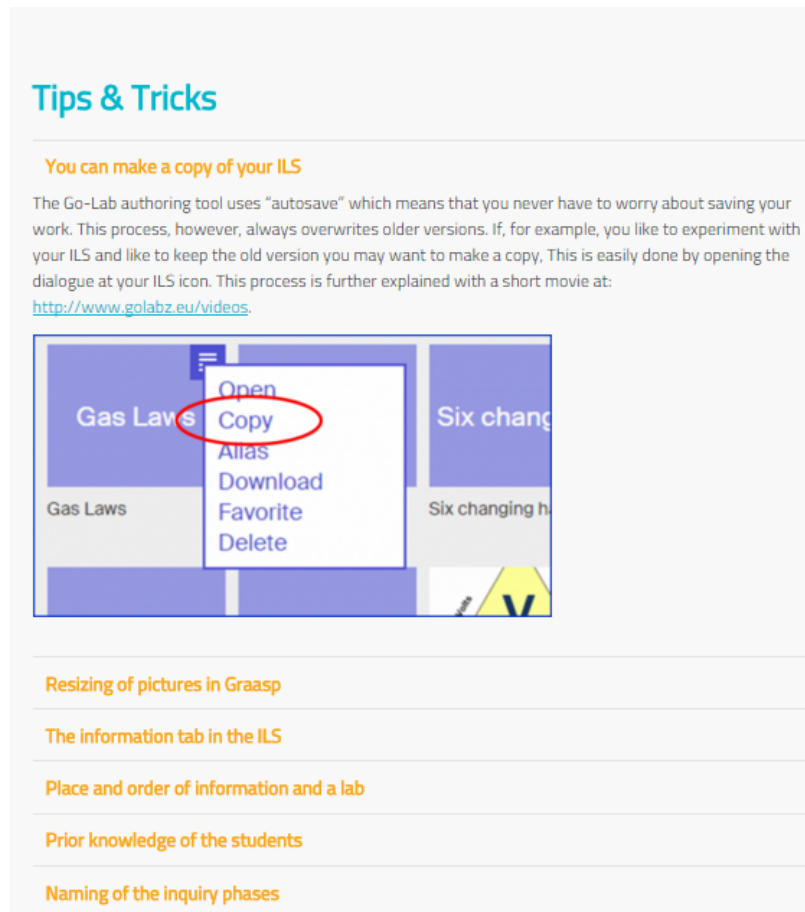 Tips & Tricks
You can make a copy of your ILS
The Go-Lab authoring tool uses "autosave" which means that you never have to worry about saving your
work. This process, however, always overwrites older versions. If, for example, you like to experiment with
your ILS and like to keep the old version you may want to make a copy, This is easily done by opening the
dialogue at your ILS icon. This process is further explained with a short movie at:
http://www.golabz.eu/videos.
Open
Gas Laws
Copy
Six chang
Alias
Download
Gas Laws
Favorite
Six changing h
Delete
Volts
V
Resizing of pictures in Graasp
The information tab in the ILS
Place and order of information and a lab
Prior knowledge of the students
Naming of the inquiry phases